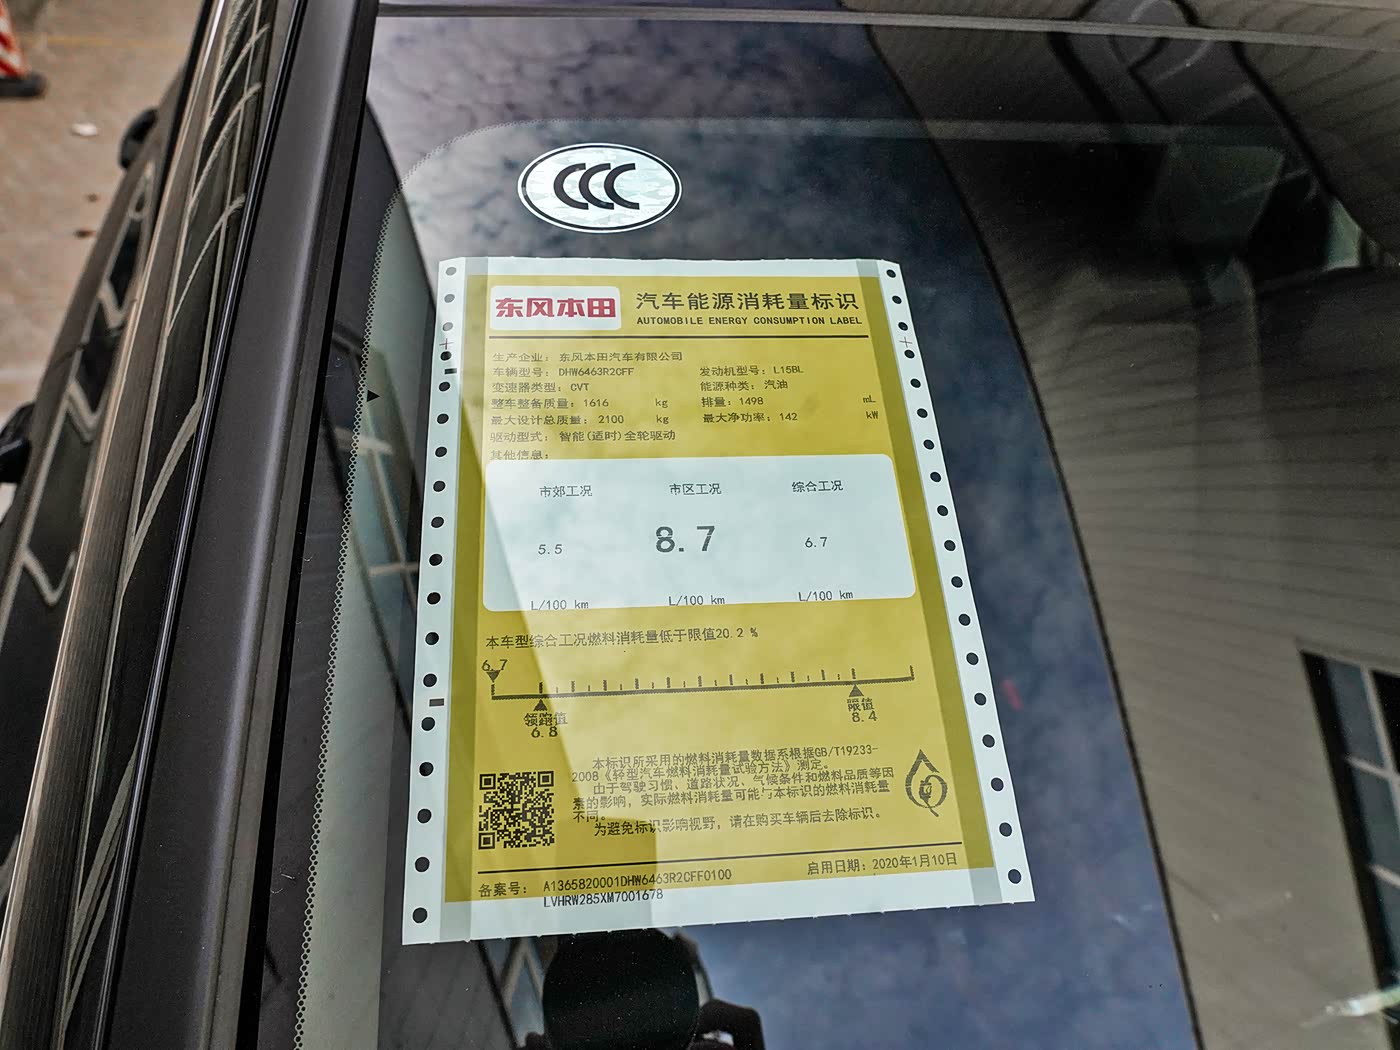 CCC
东风本田 汽车能源消耗量标识
AUTOMOBILE ENERGY CONSUMPTION LABEL
生产企业：东风本田汽车有限公司
车辆型号：DHW6463R2CFF 发动机型号：L15BL
变速器类型：CVT 能源种类：汽油
整车整备质量：1616 kg 排量：1498 mL
最大设计总质量：2100 kg 最大净功率：142 kW
驱动型式：智能(适时)全轮驱动
其他信息：
市郊工况 市区工况 综合工况
5.5 8.7 6.7
L/100 km L/100 km L/100 km
本车型综合工况燃料消耗量低于限值20.2 %
6.7
领跑值 限值
6.8 8.4
本标识所采用的燃料消耗量数据系根据GB/T19233-
2008《轻型汽车燃料消耗量试验方法》测定。
由于驾驶习惯、道路状况、气候条件和燃料品质等因
素的影响，实际燃料消耗量可能与本标识的燃料消耗量
不同。
为避免标识影响视野，请在购买车辆后去除标识。
备案号：A1365820001DHW6463R2CFF0100 启用日期：2020年1月10日
LVHRW285XM7001678